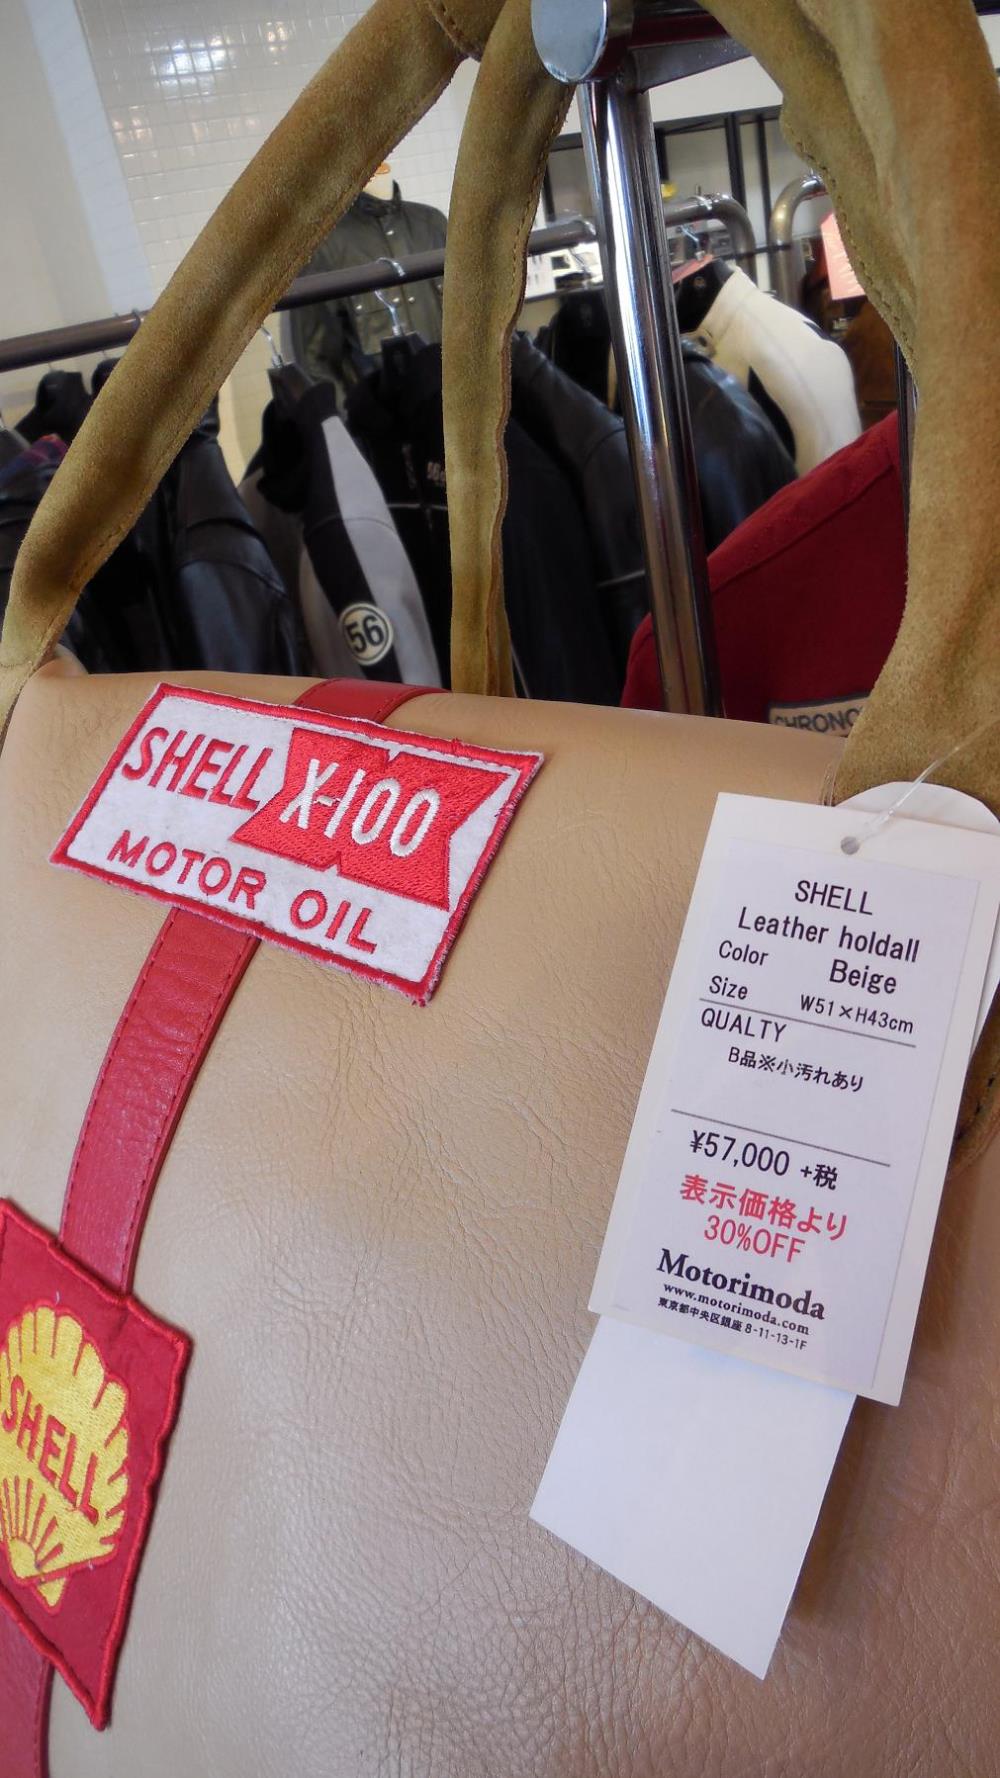 56
CHRONO
SHELL X-100
MOTOR OIL
SHELL
SHELL
Leather holdall
Color Beige
Size W51×H43cm
QUALTY
B品※小汚れあり
¥57,000 +税
表示価格より
30%OFF
Motorimoda
www.motorimoda.com
東京都中央区銀座 8-11-13-1F